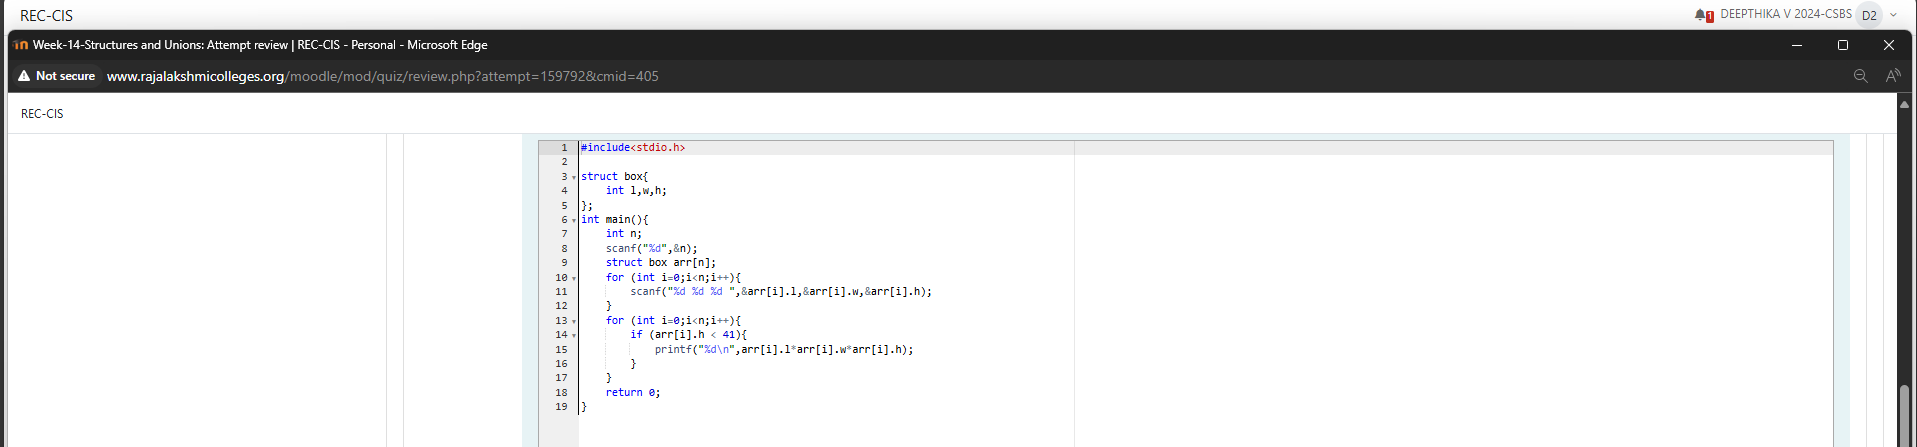 REC-CIS
1 DEEPTHIKA V 2024-CSBS D2
Week-14-Structures and Unions: Attempt review | REC-CIS - Personal - Microsoft Edge
Not secure www.rajalakshmicolleges.org/moodle/mod/quiz/review.php?attempt=159792&cmid=405
REC-CIS
1 #include<stdio.h>
2
3 struct box{
4     int l,w,h;
5 };
6 int main(){
7     int n;
8     scanf("%d",&n);
9     struct box arr[n];
10     for (int i=0;i<n;i++){
11         scanf("%d %d %d ",&arr[i].l,&arr[i].w,&arr[i].h);
12     }
13     for (int i=0;i<n;i++){
14         if (arr[i].h < 41){
15             printf("%d\n",arr[i].l*arr[i].w*arr[i].h);
16         }
17     }
18     return 0;
19 }